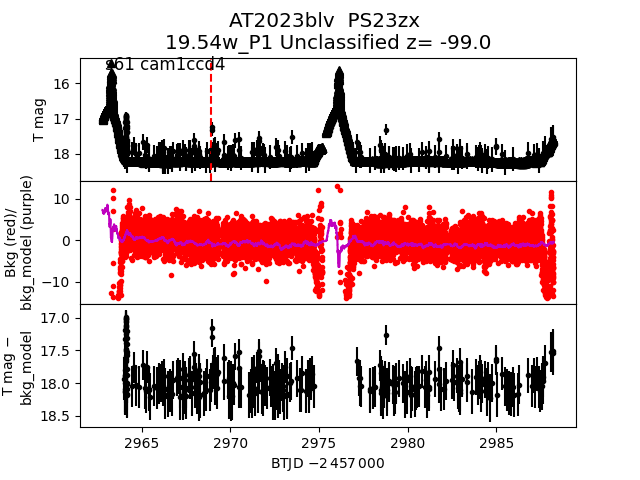 AT2023blv PS23zx
19.54w_P1 Unclassified z= -99.0
s61 cam1ccd4
T mag
16
17
18
Bkg (red)/
bkg_model (purple)
10
0
−10
T mag −
bkg_model
17.0
17.5
18.0
18.5
2965 2970 2975 2980 2985
BTJD −2 457 000